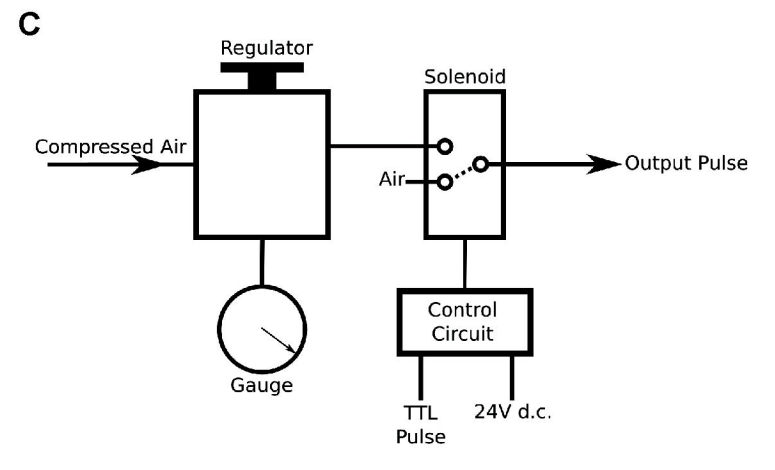 C
Regulator
Solenoid
Compressed Air
Air
Output Pulse
Control
Circuit
Gauge
TTL
Pulse
24V d.c.